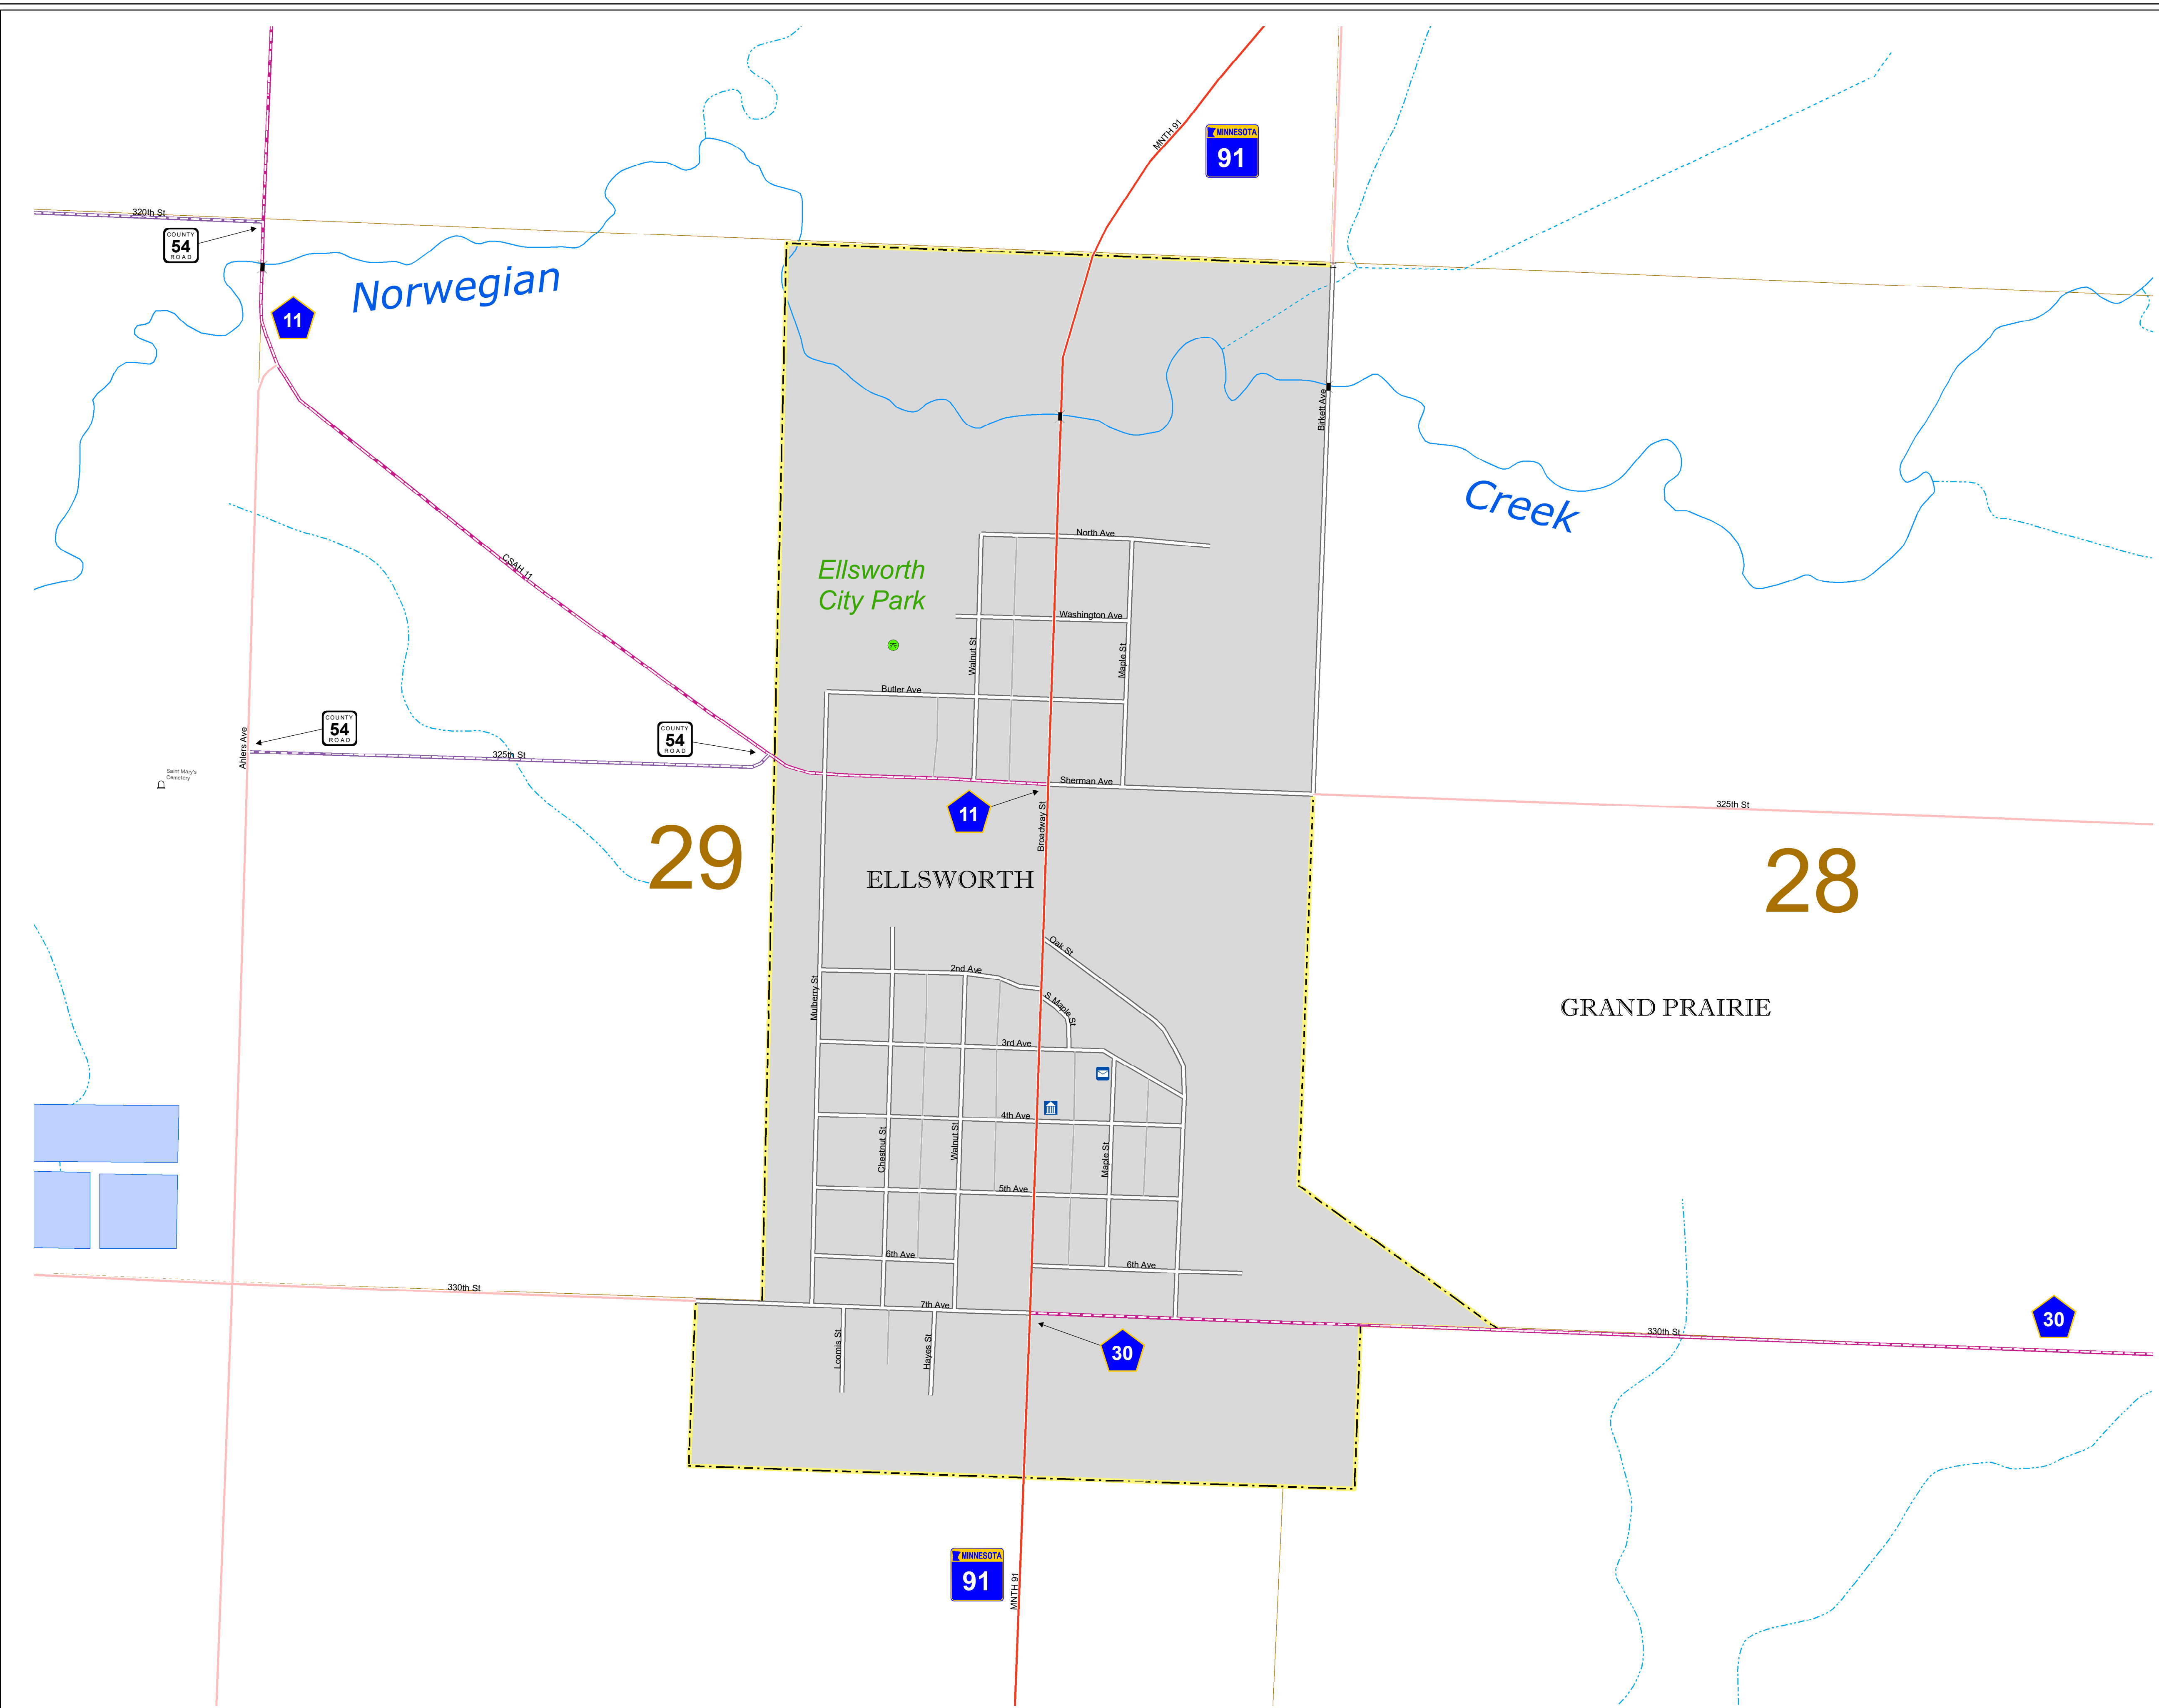 MNTH 91
MINNESOTA
91
320th St
COUNTY
54
ROAD
Norwegian
11
Birkett Ave
Creek
North Ave
CSAH 11
Ellsworth
City Park
Washington Ave
Walnut St
Maple St
Butler Ave
COUNTY
54
ROAD
COUNTY
54
ROAD
Ahlers Ave
325th St
Saint Mary's
Cemetery
Sherman Ave
11
Broadway St
325th St
29
ELLSWORTH
28
Oak St
2nd Ave
Mulberry St
S Maple St
GRAND PRAIRIE
3rd Ave
4th Ave
Chestnut St
Walnut St
Maple St
5th Ave
6th Ave
6th Ave
330th St
7th Ave
30
330th St
Loomis St
Hayes St
30
MINNESOTA
91
MNTH 91